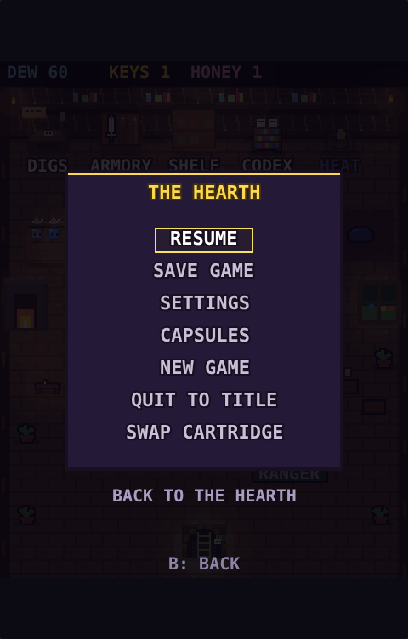 DEW 60 KEYS 1 HONEY 1
DIGS ARMORY SHELF CODEX HEAT
THE HEARTH
RESUME
SAVE GAME
SETTINGS
CAPSULES
NEW GAME
QUIT TO TITLE
SWAP CARTRIDGE
RANGER
BACK TO THE HEARTH
B: BACK